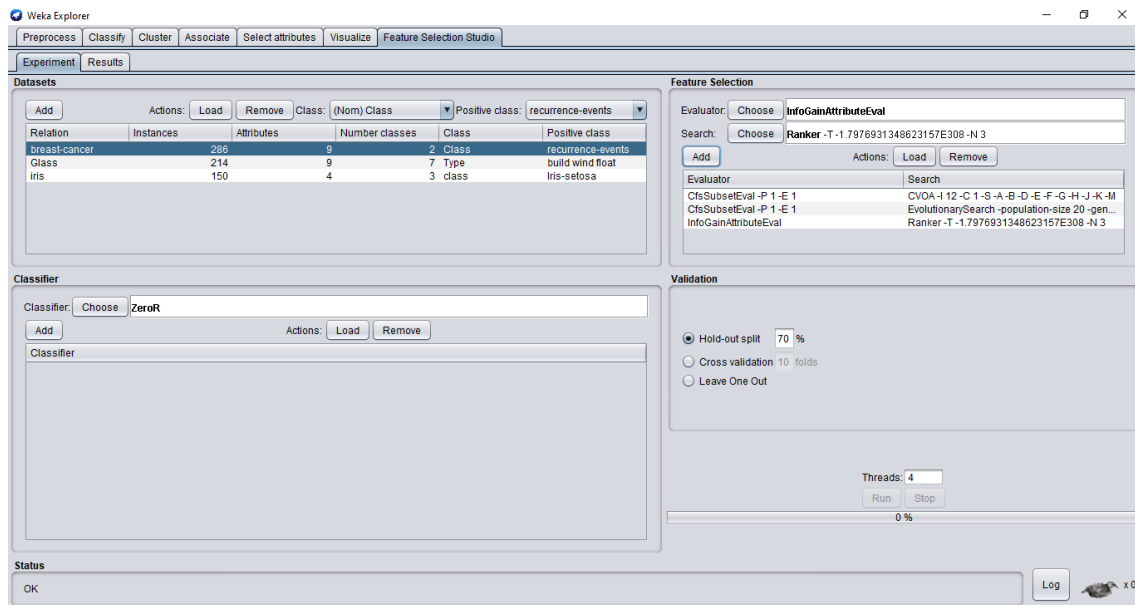 Weka Explorer
Preprocess Classify Cluster Associate Select attributes Visualize Feature Selection Studio
Experiment Results
Datasets
Add Actions: Load Remove Class: (Nom) Class Positive class: recurrence-events
Relation Instances Attributes Number classes Class Positive class
breast-cancer 286 9 2 Class recurrence-events
Glass 214 9 7 Type build wind float
iris 150 4 3 class Iris-setosa
Feature Selection
Evaluator: Choose InfoGainAttributeEval
Search: Choose Ranker -T -1.7976931348623157E308 -N 3
Add Actions: Load Remove
Evaluator Search
CfsSubsetEval -P 1 -E 1 CVOA -I 12 -C 1 -S -A -B -D -E -F -G -H -J -K -M
CfsSubsetEval -P 1 -E 1 EvolutionarySearch -population-size 20 -gen...
InfoGainAttributeEval Ranker -T -1.7976931348623157E308 -N 3
Classifier
Classifier: Choose ZeroR
Add Actions: Load Remove
Classifier
Validation
Hold-out split 70 %
Cross validation 10 folds
Leave One Out
Threads: 4
Run Stop
0 %
Status
OK
Log x 0